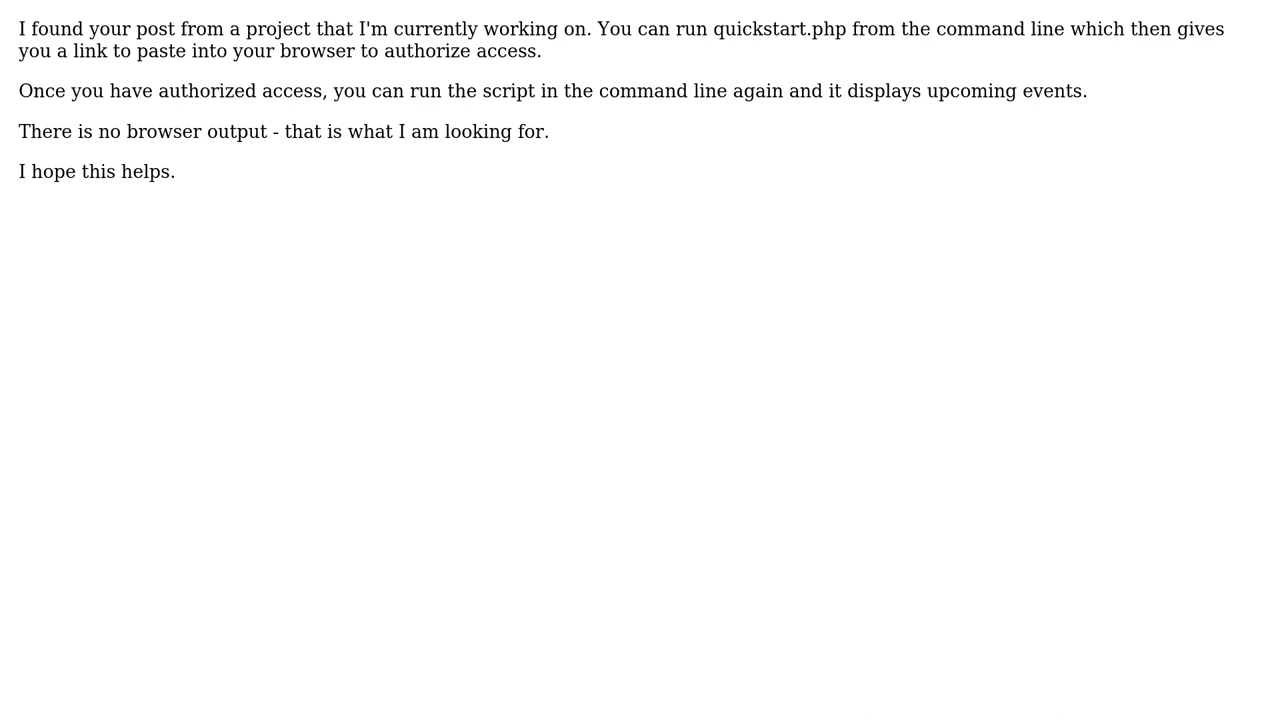 I found your post from a project that I'm currently working on. You can run quickstart.php from the command line which then gives
you a link to paste into your browser to authorize access.
Once you have authorized access, you can run the script in the command line again and it displays upcoming events.
There is no browser output - that is what I am looking for.
I hope this helps.